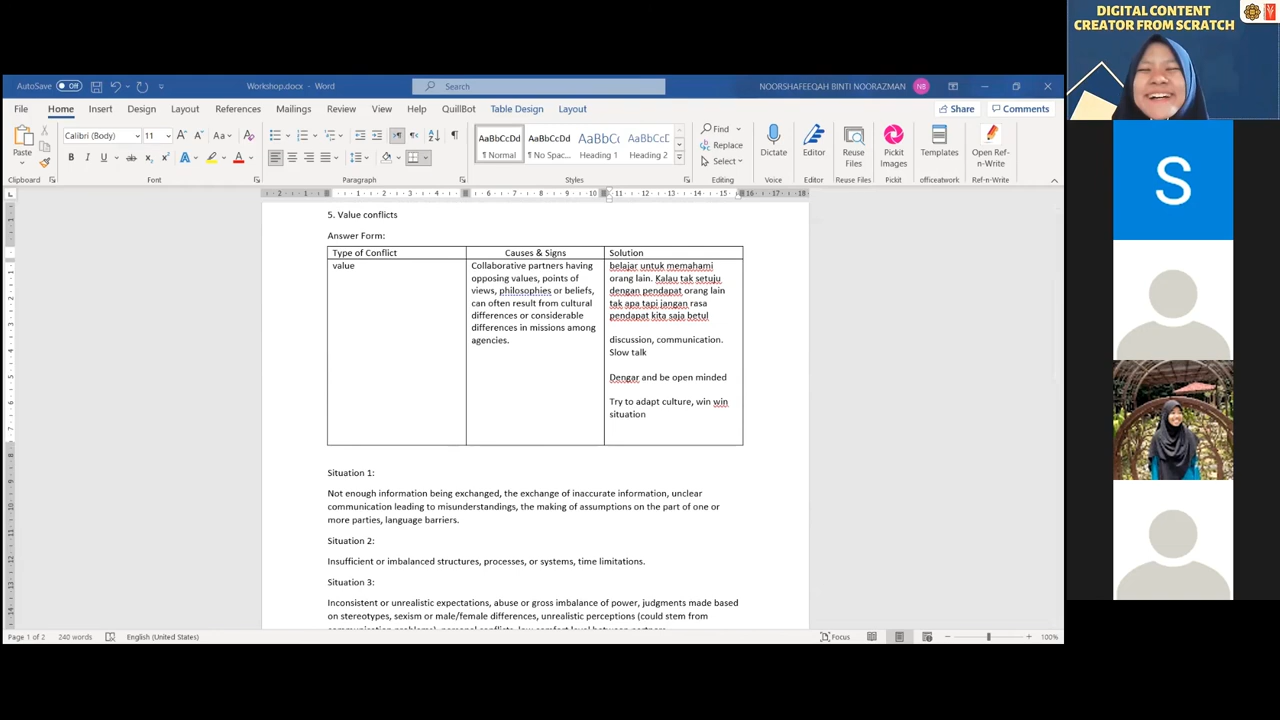 DIGITAL CONTENT
CREATOR FROM SCRATCH
AutoSave Off
Workshop.docx - Word
Search
NOORSHAFEEQAH BINTI NOORAZMAN NB
File Home Insert Design Layout References Mailings Review View Help QuillBot Table Design Layout
Share Comments
Paste
Calibri (Body) 11
AaBbCcDd AaBbCcDd AaBbCc AaBbCcD
¶ Normal ¶ No Spac... Heading 1 Heading 2
Find
Replace
Select
Dictate
Editor
Reuse
Files
Pickit
Images
Templates
Open Ref-
n-Write
Clipboard Font Paragraph Styles Editing Voice Editor Reuse Files Pickit officeatwork Ref-n-Write
5. Value conflicts
Answer Form:
Type of Conflict
Causes & Signs
Solution
value
Collaborative partners having
opposing values, points of
views, philosophies or beliefs,
can often result from cultural
differences or considerable
differences in missions among
agencies.
belajar untuk memahami
orang lain. Kalau tak setuju
dengan pendapat orang lain
tak apa tapi jangan rasa
pendapat kita saja betul
discussion, communication.
Slow talk
Dengar and be open minded
Try to adapt culture, win win
situation
Situation 1:
Not enough information being exchanged, the exchange of inaccurate information, unclear
communication leading to misunderstandings, the making of assumptions on the part of one or
more parties, language barriers.
Situation 2:
Insufficient or imbalanced structures, processes, or systems, time limitations.
Situation 3:
Inconsistent or unrealistic expectations, abuse or gross imbalance of power, judgments made based
on stereotypes, sexism or male/female differences, unrealistic perceptions (could stem from
Page 1 of 2 240 words English (United States)
Focus
100%
S